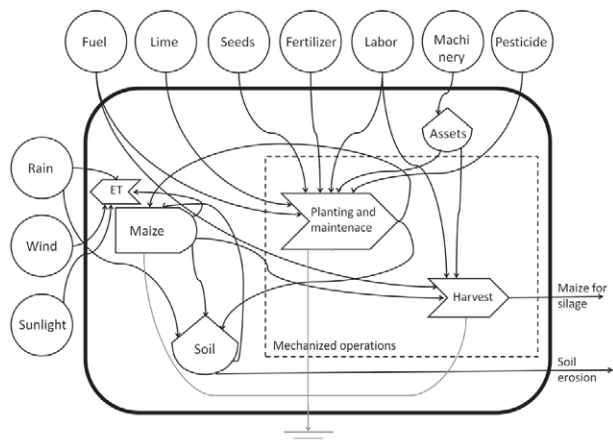 Fuel
Lime
Seeds
Fertilizer
Labor
Machi
nery
Pesticide
Assets
Rain
ET
Maize
Planting and
maintenace
Wind
Sunlight
Harvest
Maize for
silage
Soil
Mechanized operations
Soil
erosion